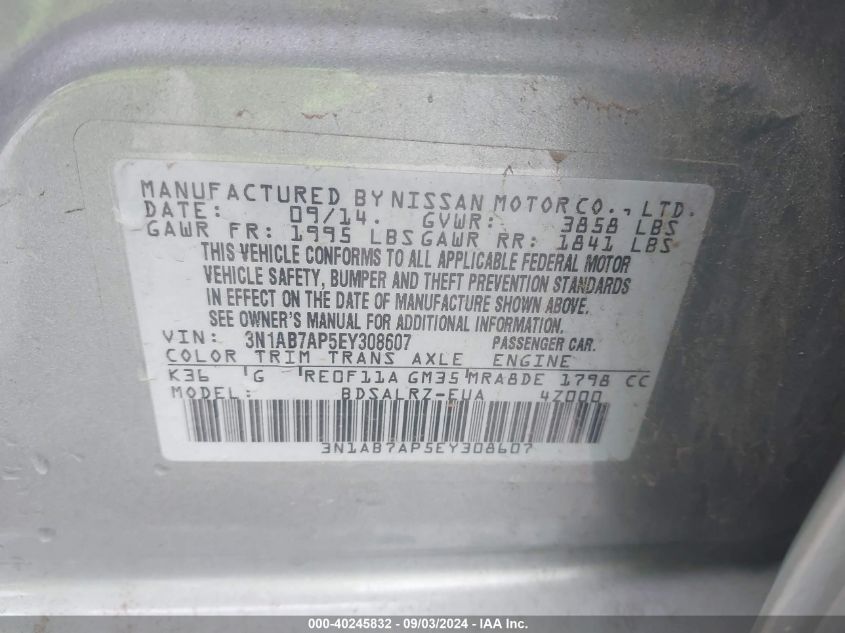 MANUFACTURED BY NISSAN MOTOR CO., LTD.
DATE: 09/14. GVWR: 3858 LBS
GAWR FR: 1995 LBS GAWR RR: 1841 LBS
THIS VEHICLE CONFORMS TO ALL APPLICABLE FEDERAL MOTOR
VEHICLE SAFETY, BUMPER AND THEFT PREVENTION STANDARDS
IN EFFECT ON THE DATE OF MANUFACTURE SHOWN ABOVE.
SEE OWNER'S MANUAL FOR ADDITIONAL INFORMATION.
VIN: 3N1AB7AP5EY308607 PASSENGER CAR.
COLOR TRIM TRANS AXLE ENGINE
K36 G RE0F11A GM35 MRA8DE 1798 CC
MODEL: BDSALRZ-EUA 4Z000
3N1AB7AP5EY308607
000-40245832 - 09/03/2024 - IAA Inc.